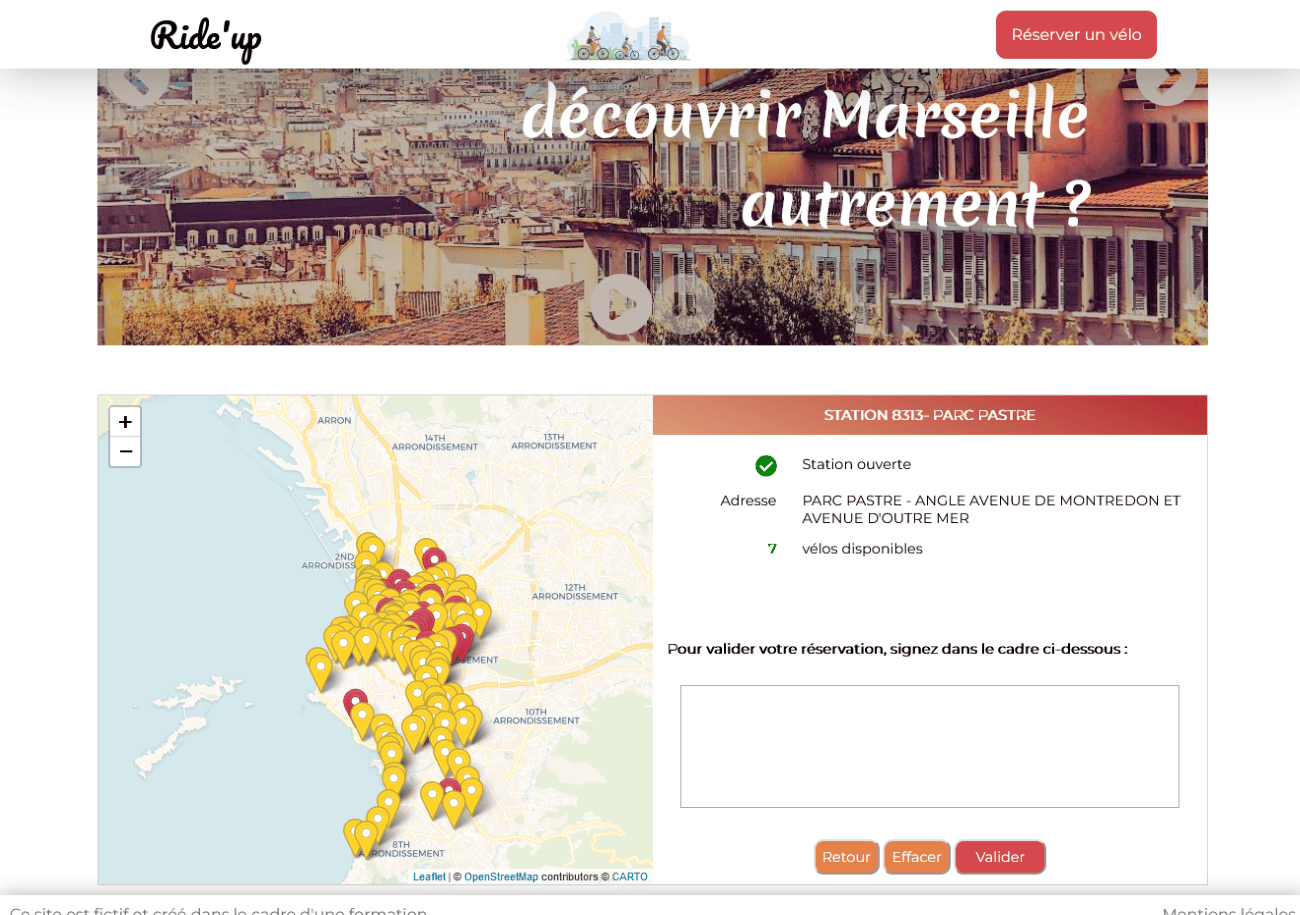 Ride'up
Réserver un vélo
découvrir Marseille
autrement ?
+
−
ARRON
14TH
ARRONDISSEMENT
13TH
ARRONDISSEMENT
2ND
ARRONDISS
12TH
ARRONDISSEMENT
SEMENT
10TH
ARRONDISSEMENT
8TH
ARRONDISSEMENT
Leaflet | © OpenStreetMap contributors © CARTO
STATION 8313- PARC PASTRE
Station ouverte
Adresse PARC PASTRE - ANGLE AVENUE DE MONTREDON ET
AVENUE D'OUTRE MER
7 vélos disponibles
Pour valider votre réservation, signez dans le cadre ci-dessous :
Retour Effacer Valider
Ce site est fictif et créé dans le cadre d'une formation Mentions légales